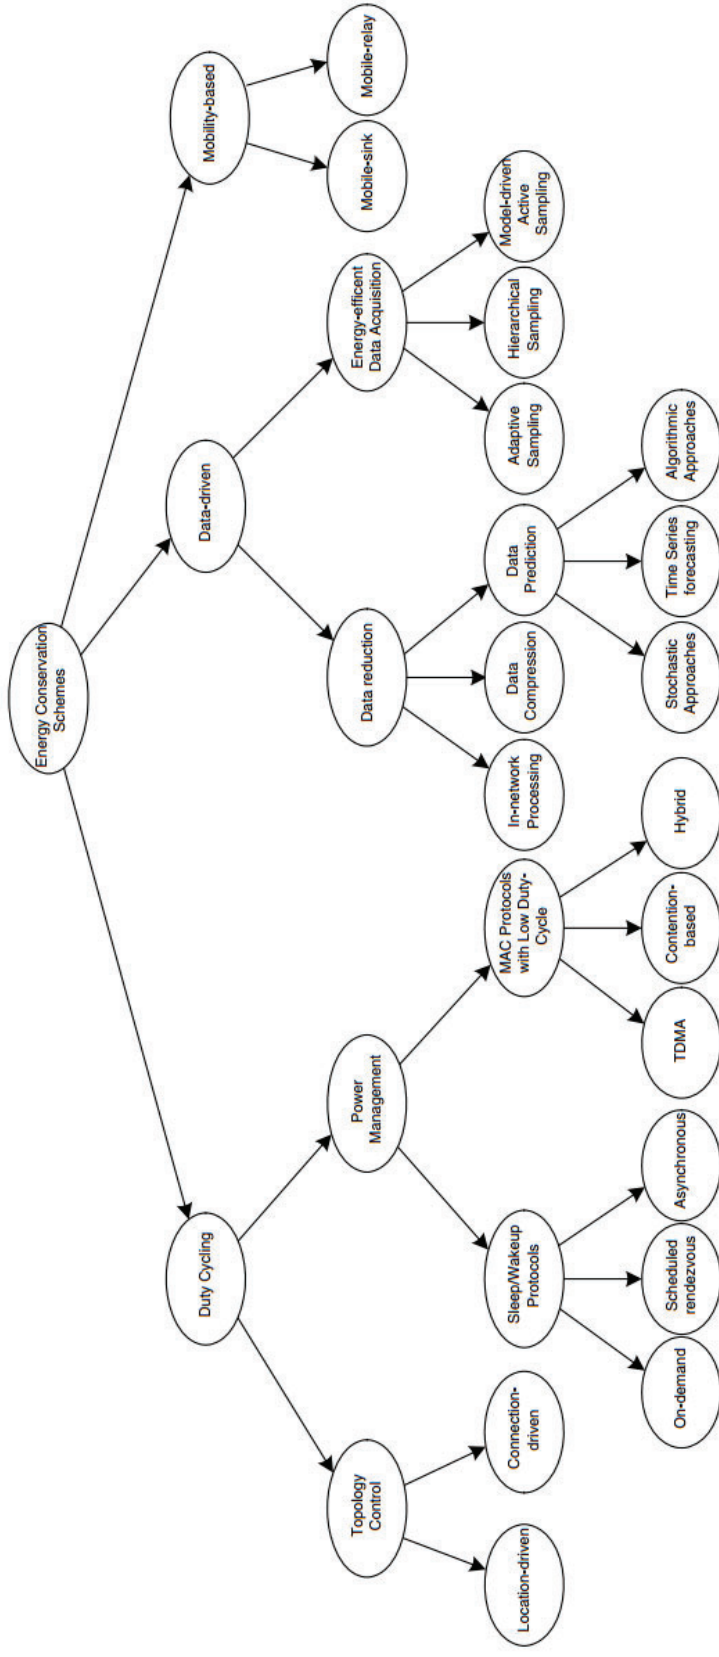 Energy Conservation
Schemes
Duty Cycling
Data-driven
Mobility-based
Topology
Control
Power
Management
Data reduction
Energy-efficent
Data Acquisition
Mobile-sink
Mobile-relay
Location-driven
Connection-
driven
Sleep/Wakeup
Protocols
MAC Protocols
with Low Duty-
Cycle
In-network
Processing
Data
Compression
Data
Prediction
Adaptive
Sampling
Hierarchical
Sampling
Model-driven
Active
Sampling
On-demand
Scheduled
rendezvous
Asynchronous
TDMA
Contention-
based
Hybrid
Stochastic
Approaches
Time Series
forecasting
Algorithmic
Approaches